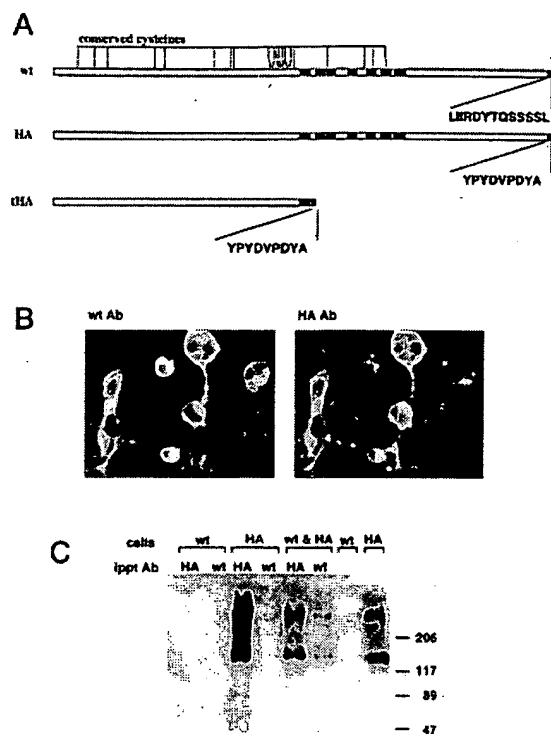 A
conserved cysteines
wt
LHRDYTQSSSSL
HA
YPYDVPDYA
tHA
YPYDVPDYA
B
wt Ab
HA Ab
C
cells wt HA wt & HA wt HA
ippt Ab HA wt HA wt HA wt
206
117
89
47